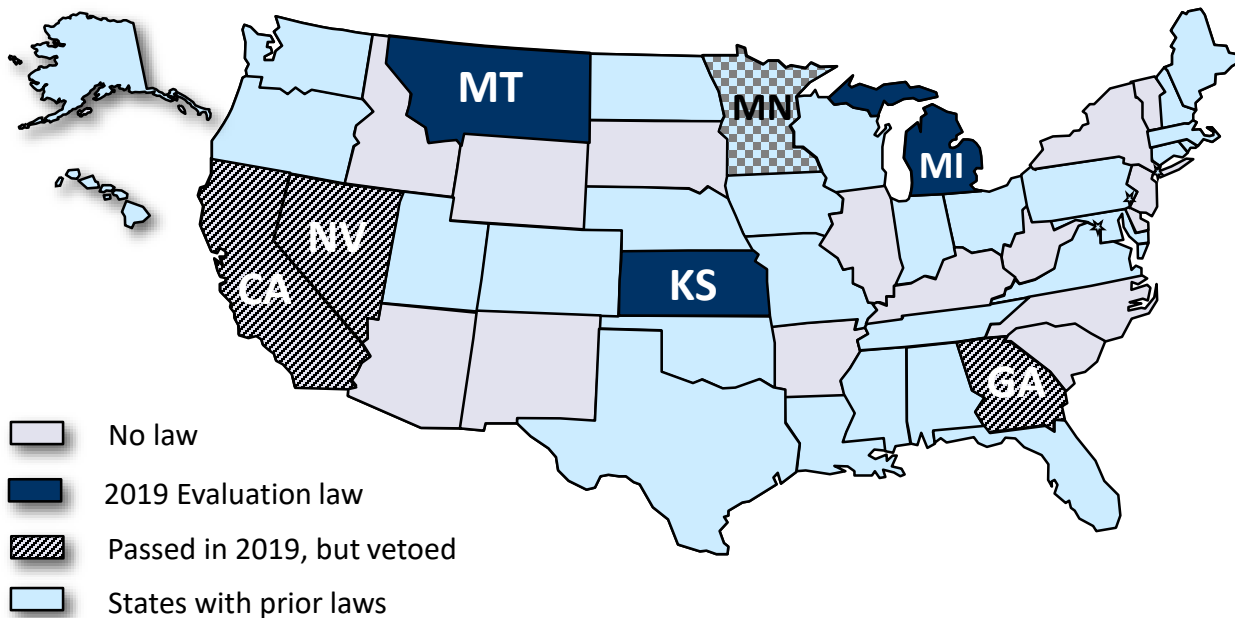 MT
MN
MI
NV
CA
KS
GA
No law
2019 Evaluation law
Passed in 2019, but vetoed
States with prior laws